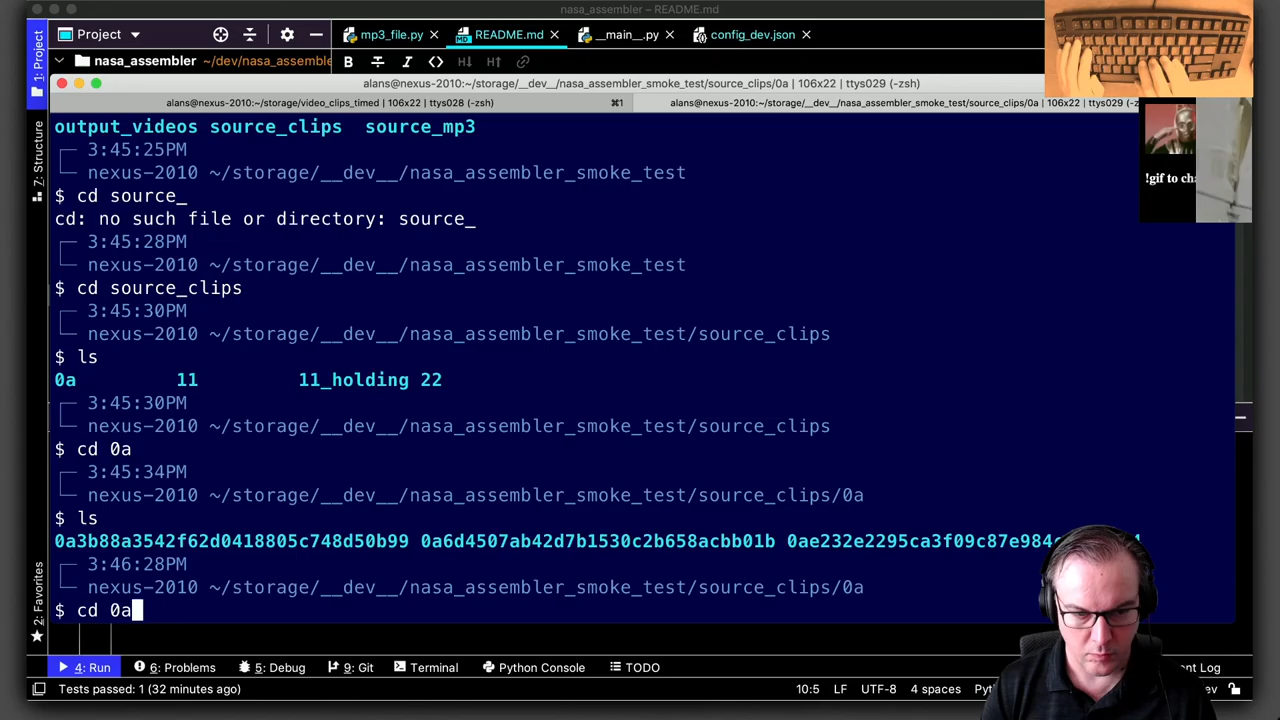 nasa_assembler – README.md
Project
mp3_file.py
README.md
__main__.py
config_dev.json
1: Project
nasa_assembler ~/dev/nasa_assemble
B I <> H↓ H↑
alans@nexus-2010:~/storage/__dev__/nasa_assembler_smoke_test/source_clips/0a | 106x22 | ttys029 (-zsh)
alans@nexus-2010:~/storage/video_clips_timed | 106x22 | ttys028 (-zsh)
⌘1
alans@nexus-2010:~/storage/__dev__/nasa_assembler_smoke_test/source_clips/0a | 106x22 | ttys029 (-z
7: Structure
output_videos source_clips source_mp3
3:45:25PM
nexus-2010 ~/storage/__dev__/nasa_assembler_smoke_test
$ cd source_
cd: no such file or directory: source_
3:45:28PM
nexus-2010 ~/storage/__dev__/nasa_assembler_smoke_test
$ cd source_clips
3:45:30PM
nexus-2010 ~/storage/__dev__/nasa_assembler_smoke_test/source_clips
$ ls
0a 11 11_holding 22
3:45:30PM
nexus-2010 ~/storage/__dev__/nasa_assembler_smoke_test/source_clips
$ cd 0a
3:45:34PM
nexus-2010 ~/storage/__dev__/nasa_assembler_smoke_test/source_clips/0a
$ ls
0a3b88a3542f62d0418805c748d50b99 0a6d4507ab42d7b1530c2b658acbb01b 0ae232e2295ca3f09c87e984
3:46:28PM
nexus-2010 ~/storage/__dev__/nasa_assembler_smoke_test/source_clips/0a
$ cd 0a
!gif to ch
2: Favorites
4: Run
6: Problems
5: Debug
9: Git
Terminal
Python Console
TODO
nt Log
Tests passed: 1 (32 minutes ago)
10:5 LF UTF-8 4 spaces